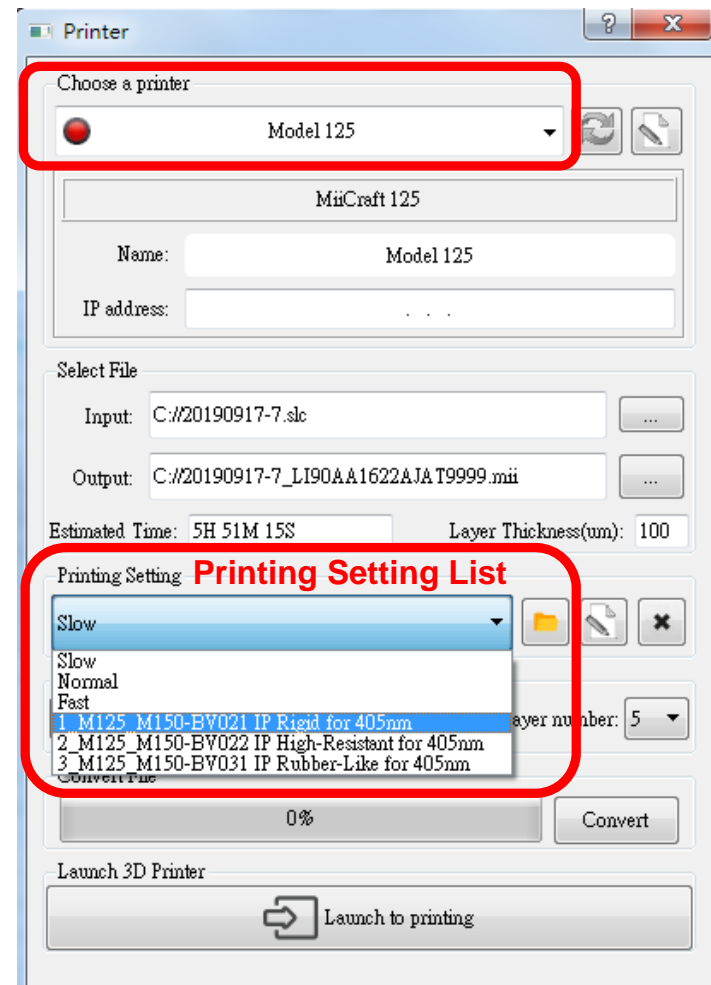 Printer
?
X
Choose a printer
Model 125
MiiCraft 125
Name: Model 125
IP address: . . .
Select File
Input: C://20190917-7.slc ...
Output: C://20190917-7_LI90AA1622AJAT9999.mii ...
Estimated Time: 5H 51M 15S Layer Thickness(um): 100
Printing Setting Printing Setting List
Slow
Slow
Normal
Fast
1_M125_M150-BV021 IP Rigid for 405nm
ayer number: 5
2_M125_M150-BV022 IP High-Resistant for 405nm
3_M125_M150-BV031 IP Rubber-Like for 405nm
Convert File
0% Convert
Launch 3D Printer
Launch to printing